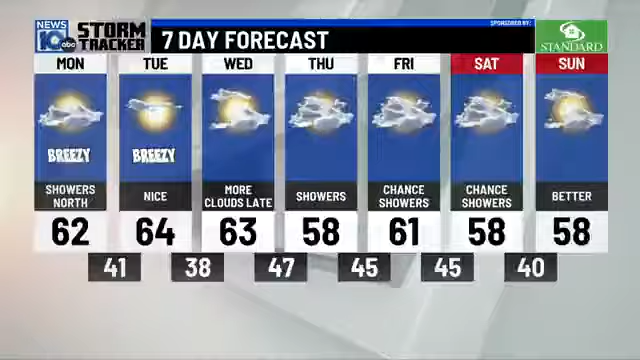 NEWS
10
abc
STORM
TRACKER
7 DAY FORECAST
SPONSORED BY:
STANDARD
MON
TUE
WED
THU
FRI
SAT
SUN
BREEZY
BREEZY
SHOWERS
NORTH
NICE
MORE
CLOUDS LATE
SHOWERS
CHANCE
SHOWERS
CHANCE
SHOWERS
BETTER
62
64
63
58
61
58
58
41
38
47
45
45
40